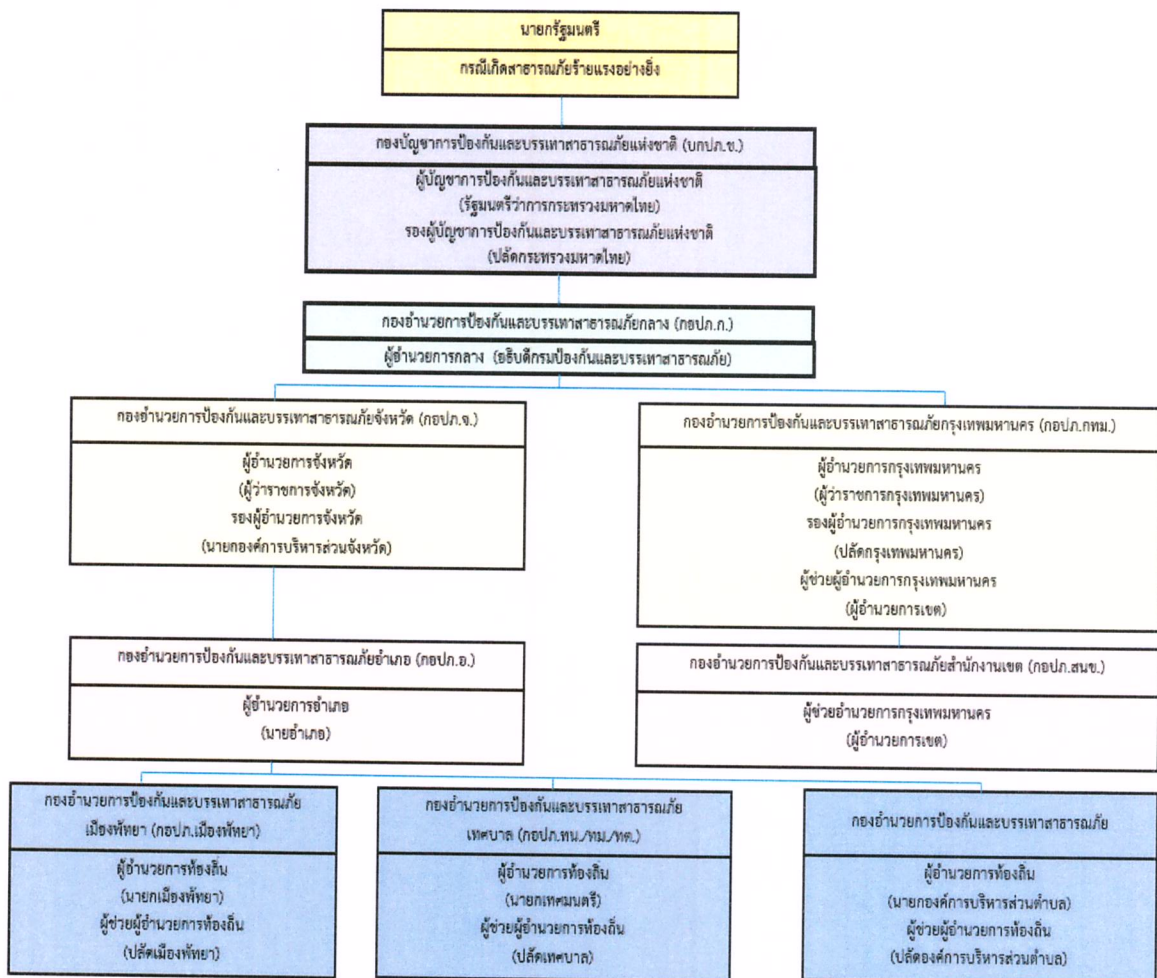 นายกรัฐมนตรี
กรณีเกิดสาธารณภัยร้ายแรงอย่างยิ่ง
กองบัญชาการป้องกันและบรรเทาสาธารณภัยแห่งชาติ (บกปภ.ช.)
ผู้บัญชาการป้องกันและบรรเทาสาธารณภัยแห่งชาติ
(รัฐมนตรีว่าการกระทรวงมหาดไทย)
รองผู้บัญชาการป้องกันและบรรเทาสาธารณภัยแห่งชาติ
(ปลัดกระทรวงมหาดไทย)
กองอำนวยการป้องกันและบรรเทาสาธารณภัยกลาง (กอปภ.ก.)
ผู้อำนวยการกลาง (อธิบดีกรมป้องกันและบรรเทาสาธารณภัย)
กองอำนวยการป้องกันและบรรเทาสาธารณภัยจังหวัด (กอปภ.จ.)
ผู้อำนวยการจังหวัด
(ผู้ว่าราชการจังหวัด)
รองผู้อำนวยการจังหวัด
(นายกองค์การบริหารส่วนจังหวัด)
กองอำนวยการป้องกันและบรรเทาสาธารณภัยกรุงเทพมหานคร (กอปภ.กทม.)
ผู้อำนวยการกรุงเทพมหานคร
(ผู้ว่าราชการกรุงเทพมหานคร)
รองผู้อำนวยการกรุงเทพมหานคร
(ปลัดกรุงเทพมหานคร)
ผู้ช่วยผู้อำนวยการกรุงเทพมหานคร
(ผู้อำนวยการเขต)
กองอำนวยการป้องกันและบรรเทาสาธารณภัยอำเภอ (กอปภ.อ.)
ผู้อำนวยการอำเภอ
(นายอำเภอ)
กองอำนวยการป้องกันและบรรเทาสาธารณภัยสำนักงานเขต (กอปภ.สนข.)
ผู้ช่วยอำนวยการกรุงเทพมหานคร
(ผู้อำนวยการเขต)
กองอำนวยการป้องกันและบรรเทาสาธารณภัย
เมืองพัทยา (กอปภ.เมืองพัทยา)
ผู้อำนวยการท้องถิ่น
(นายกเมืองพัทยา)
ผู้ช่วยผู้อำนวยการท้องถิ่น
(ปลัดเมืองพัทยา)
กองอำนวยการป้องกันและบรรเทาสาธารณภัย
เทศบาล (กอปภ.ทน./ทม./ทต.)
ผู้อำนวยการท้องถิ่น
(นายกเทศมนตรี)
ผู้ช่วยผู้อำนวยการท้องถิ่น
(ปลัดเทศบาล)
กองอำนวยการป้องกันและบรรเทาสาธารณภัย
ผู้อำนวยการท้องถิ่น
(นายกองค์การบริหารส่วนตำบล)
ผู้ช่วยผู้อำนวยการท้องถิ่น
(ปลัดองค์การบริหารส่วนตำบล)